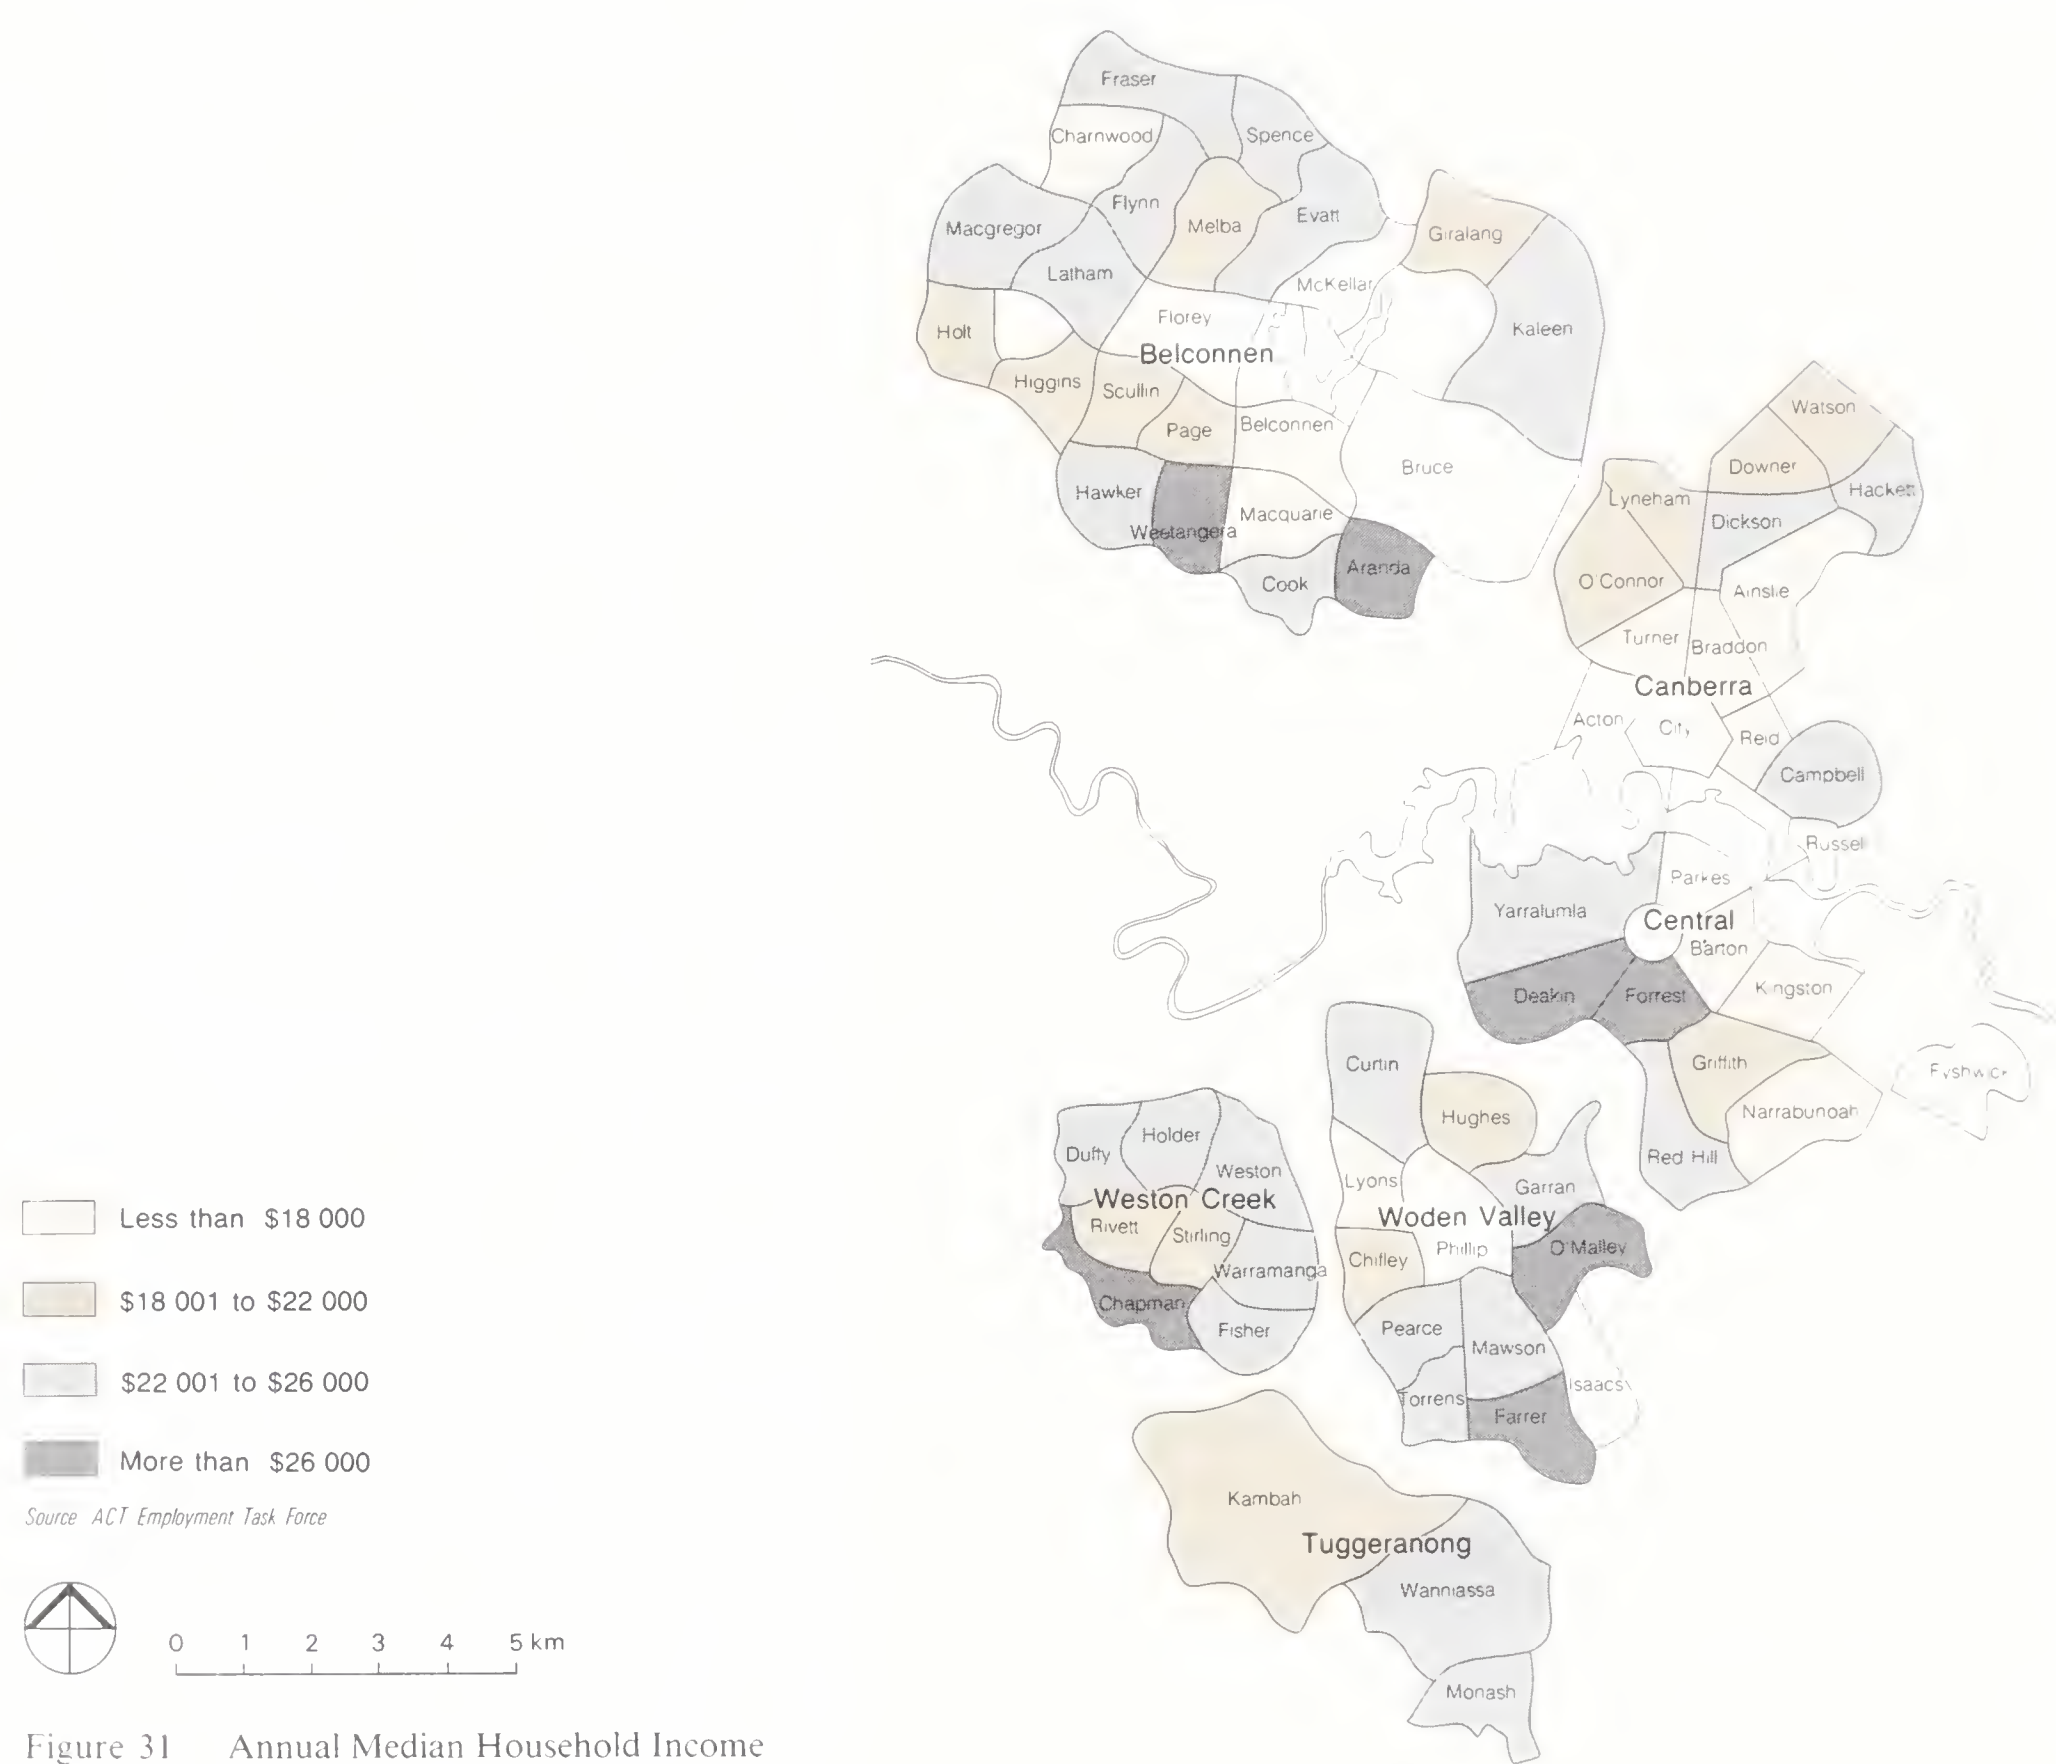 Fraser
Charnwood
Spence
Flynn
Macgregor
Melba
Evatt
Giralang
Latham
McKellar
Florey
Kaleen
Holt
Belconnen
Higgins
Scullin
Page
Belconnen
Watson
Bruce
Downer
Hawker
Hackett
Lyneham
Macquarie
Dickson
Weetangera
Aranda
Cook
O'Connor
Ainslie
Turner
Braddon
Canberra
Acton
City
Reid
Campbell
Russel
Parkes
Yarralumla
Central
Barton
Deakin
Forrest
Kingston
Curtin
Griffith
Fyshwick
Hughes
Narrabundah
Holder
Duffy
Red Hill
Weston
Lyons
Garran
Weston Creek
Woden Valley
Less than $18 000
Rivett
Stirling
Phillip
O'Malley
Chifley
Warramanga
$18 001 to $22 000
Chapman
Fisher
Pearce
Mawson
$22 001 to $26 000
Isaacs
Torrens
Farrer
More than $26 000
Kambah
Source ACT Employment Task Force
Tuggeranong
Wanniassa
0 1 2 3 4 5 km
Monash
Figure 31 Annual Median Household Income